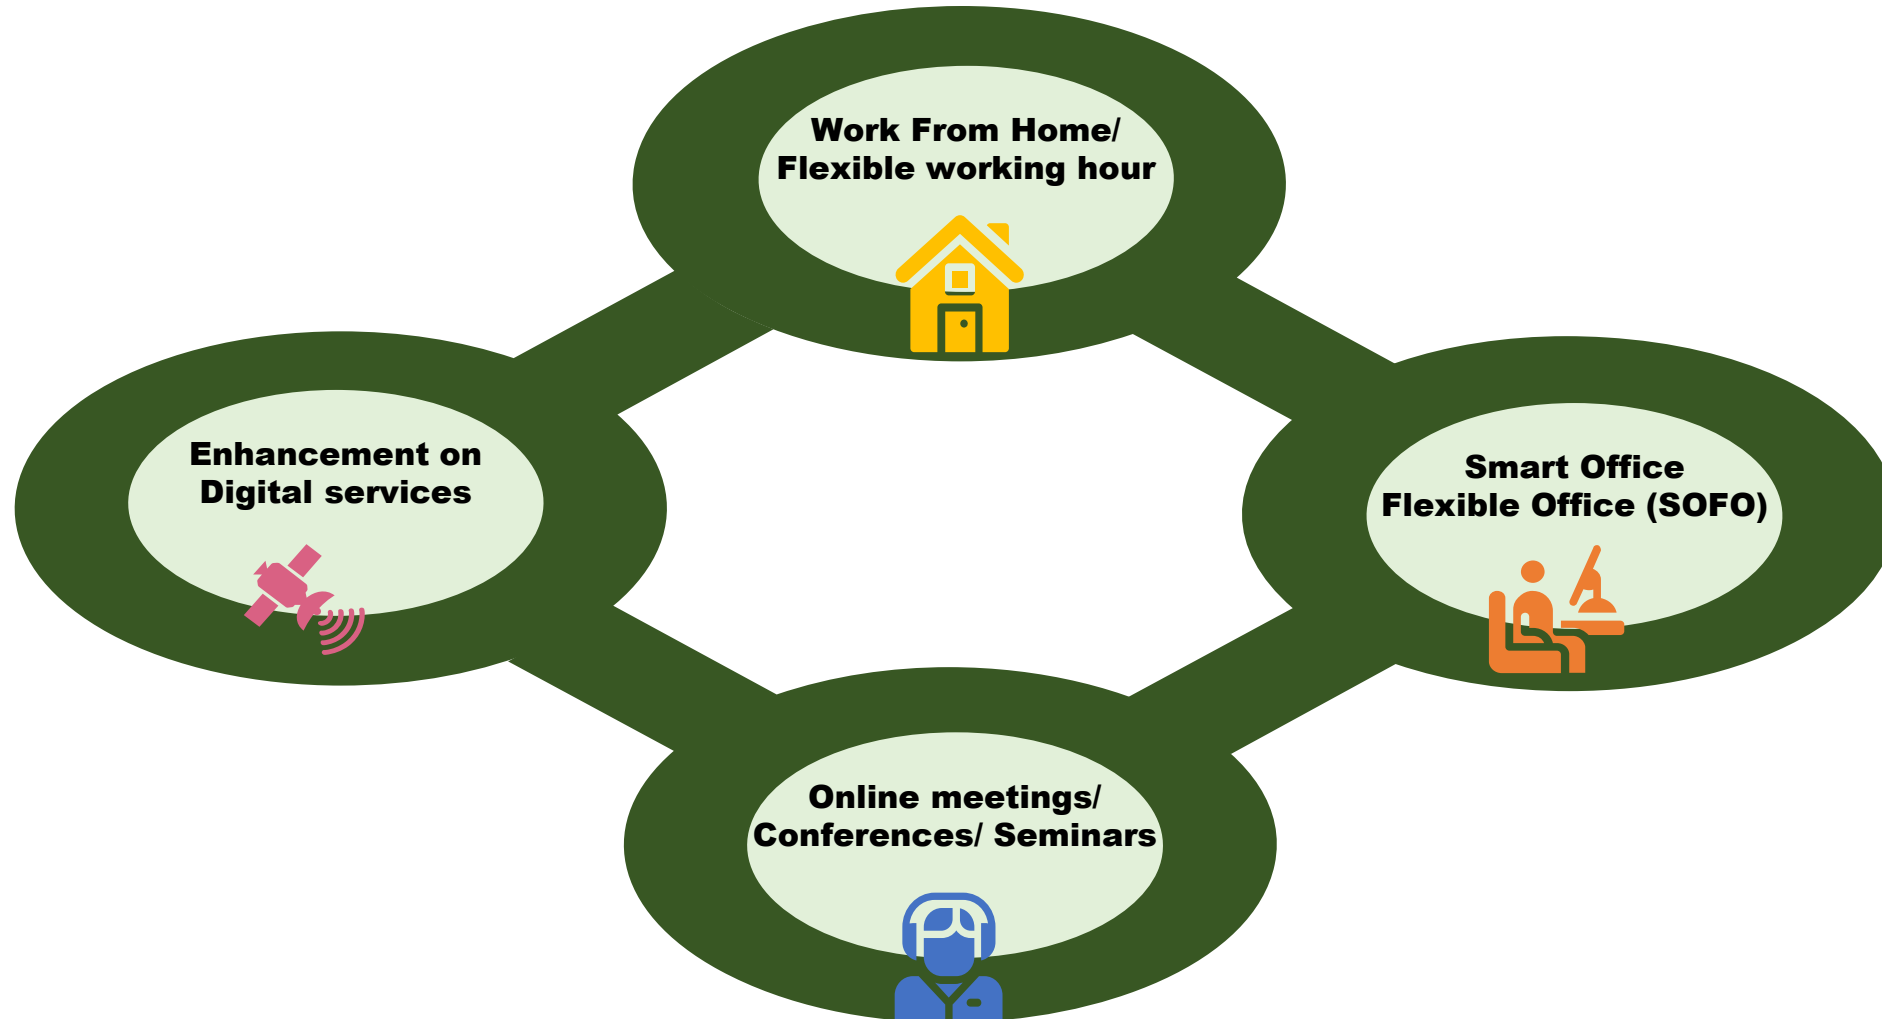 Work From Home/
Flexible working hour
Enhancement on
Digital services
Smart Office
Flexible Office (SOFO)
Online meetings/
Conferences/ Seminars